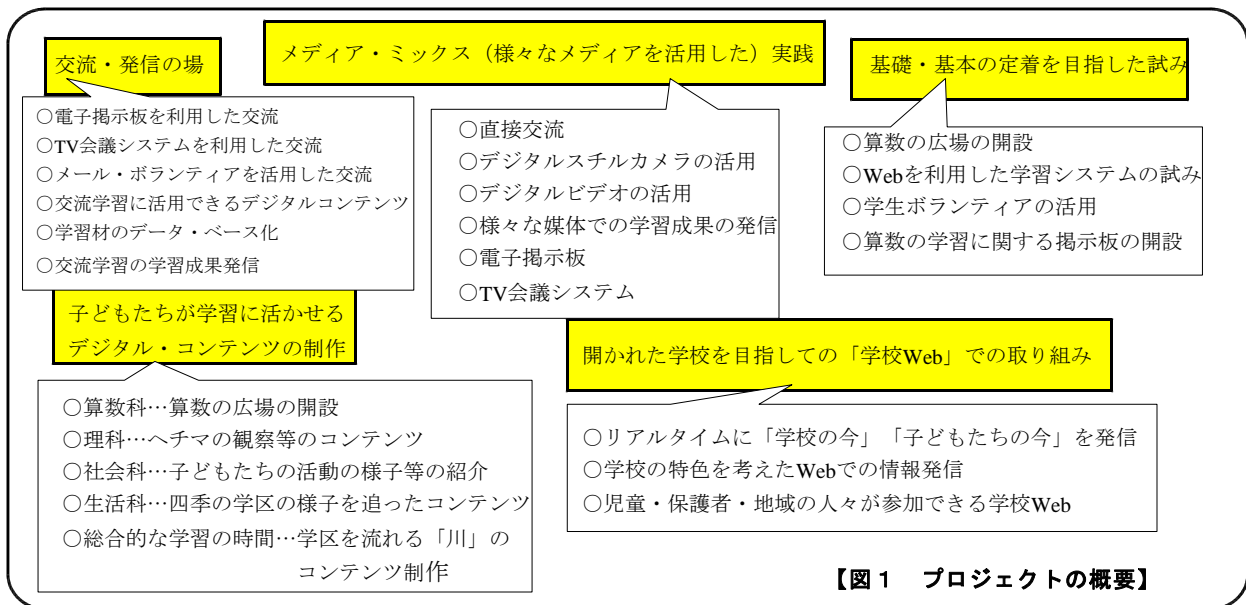 交流・発信の場
○電子掲示板を利用した交流
○TV会議システムを利用した交流
○メール・ボランティアを活用した交流
○交流学習に活用できるデジタルコンテンツ
○学習材のデータ・ベース化
○交流学習の学習成果発信
メディア・ミックス（様々なメディアを活用した）実践
○直接交流
○デジタルスチルカメラの活用
○デジタルビデオの活用
○様々な媒体での学習成果の発信
○電子掲示板
○TV会議システム
基礎・基本の定着を目指した試み
○算数の広場の開設
○Webを利用した学習システムの試み
○学生ボランティアの活用
○算数の学習に関する掲示板の開設
子どもたちが学習に活かせる
デジタル・コンテンツの制作
○算数科…算数の広場の開設
○理科…ヘチマの観察等のコンテンツ
○社会科…子どもたちの活動の様子等の紹介
○生活科…四季の学区の様子を追ったコンテンツ
○総合的な学習の時間…学区を流れる「川」の
コンテンツ制作
開かれた学校を目指しての「学校Web」での取り組み
○リアルタイムに「学校の今」「子どもたちの今」を発信
○学校の特色を考えたWebでの情報発信
○児童・保護者・地域の人々が参加できる学校Web
【図１　プロジェクトの概要】